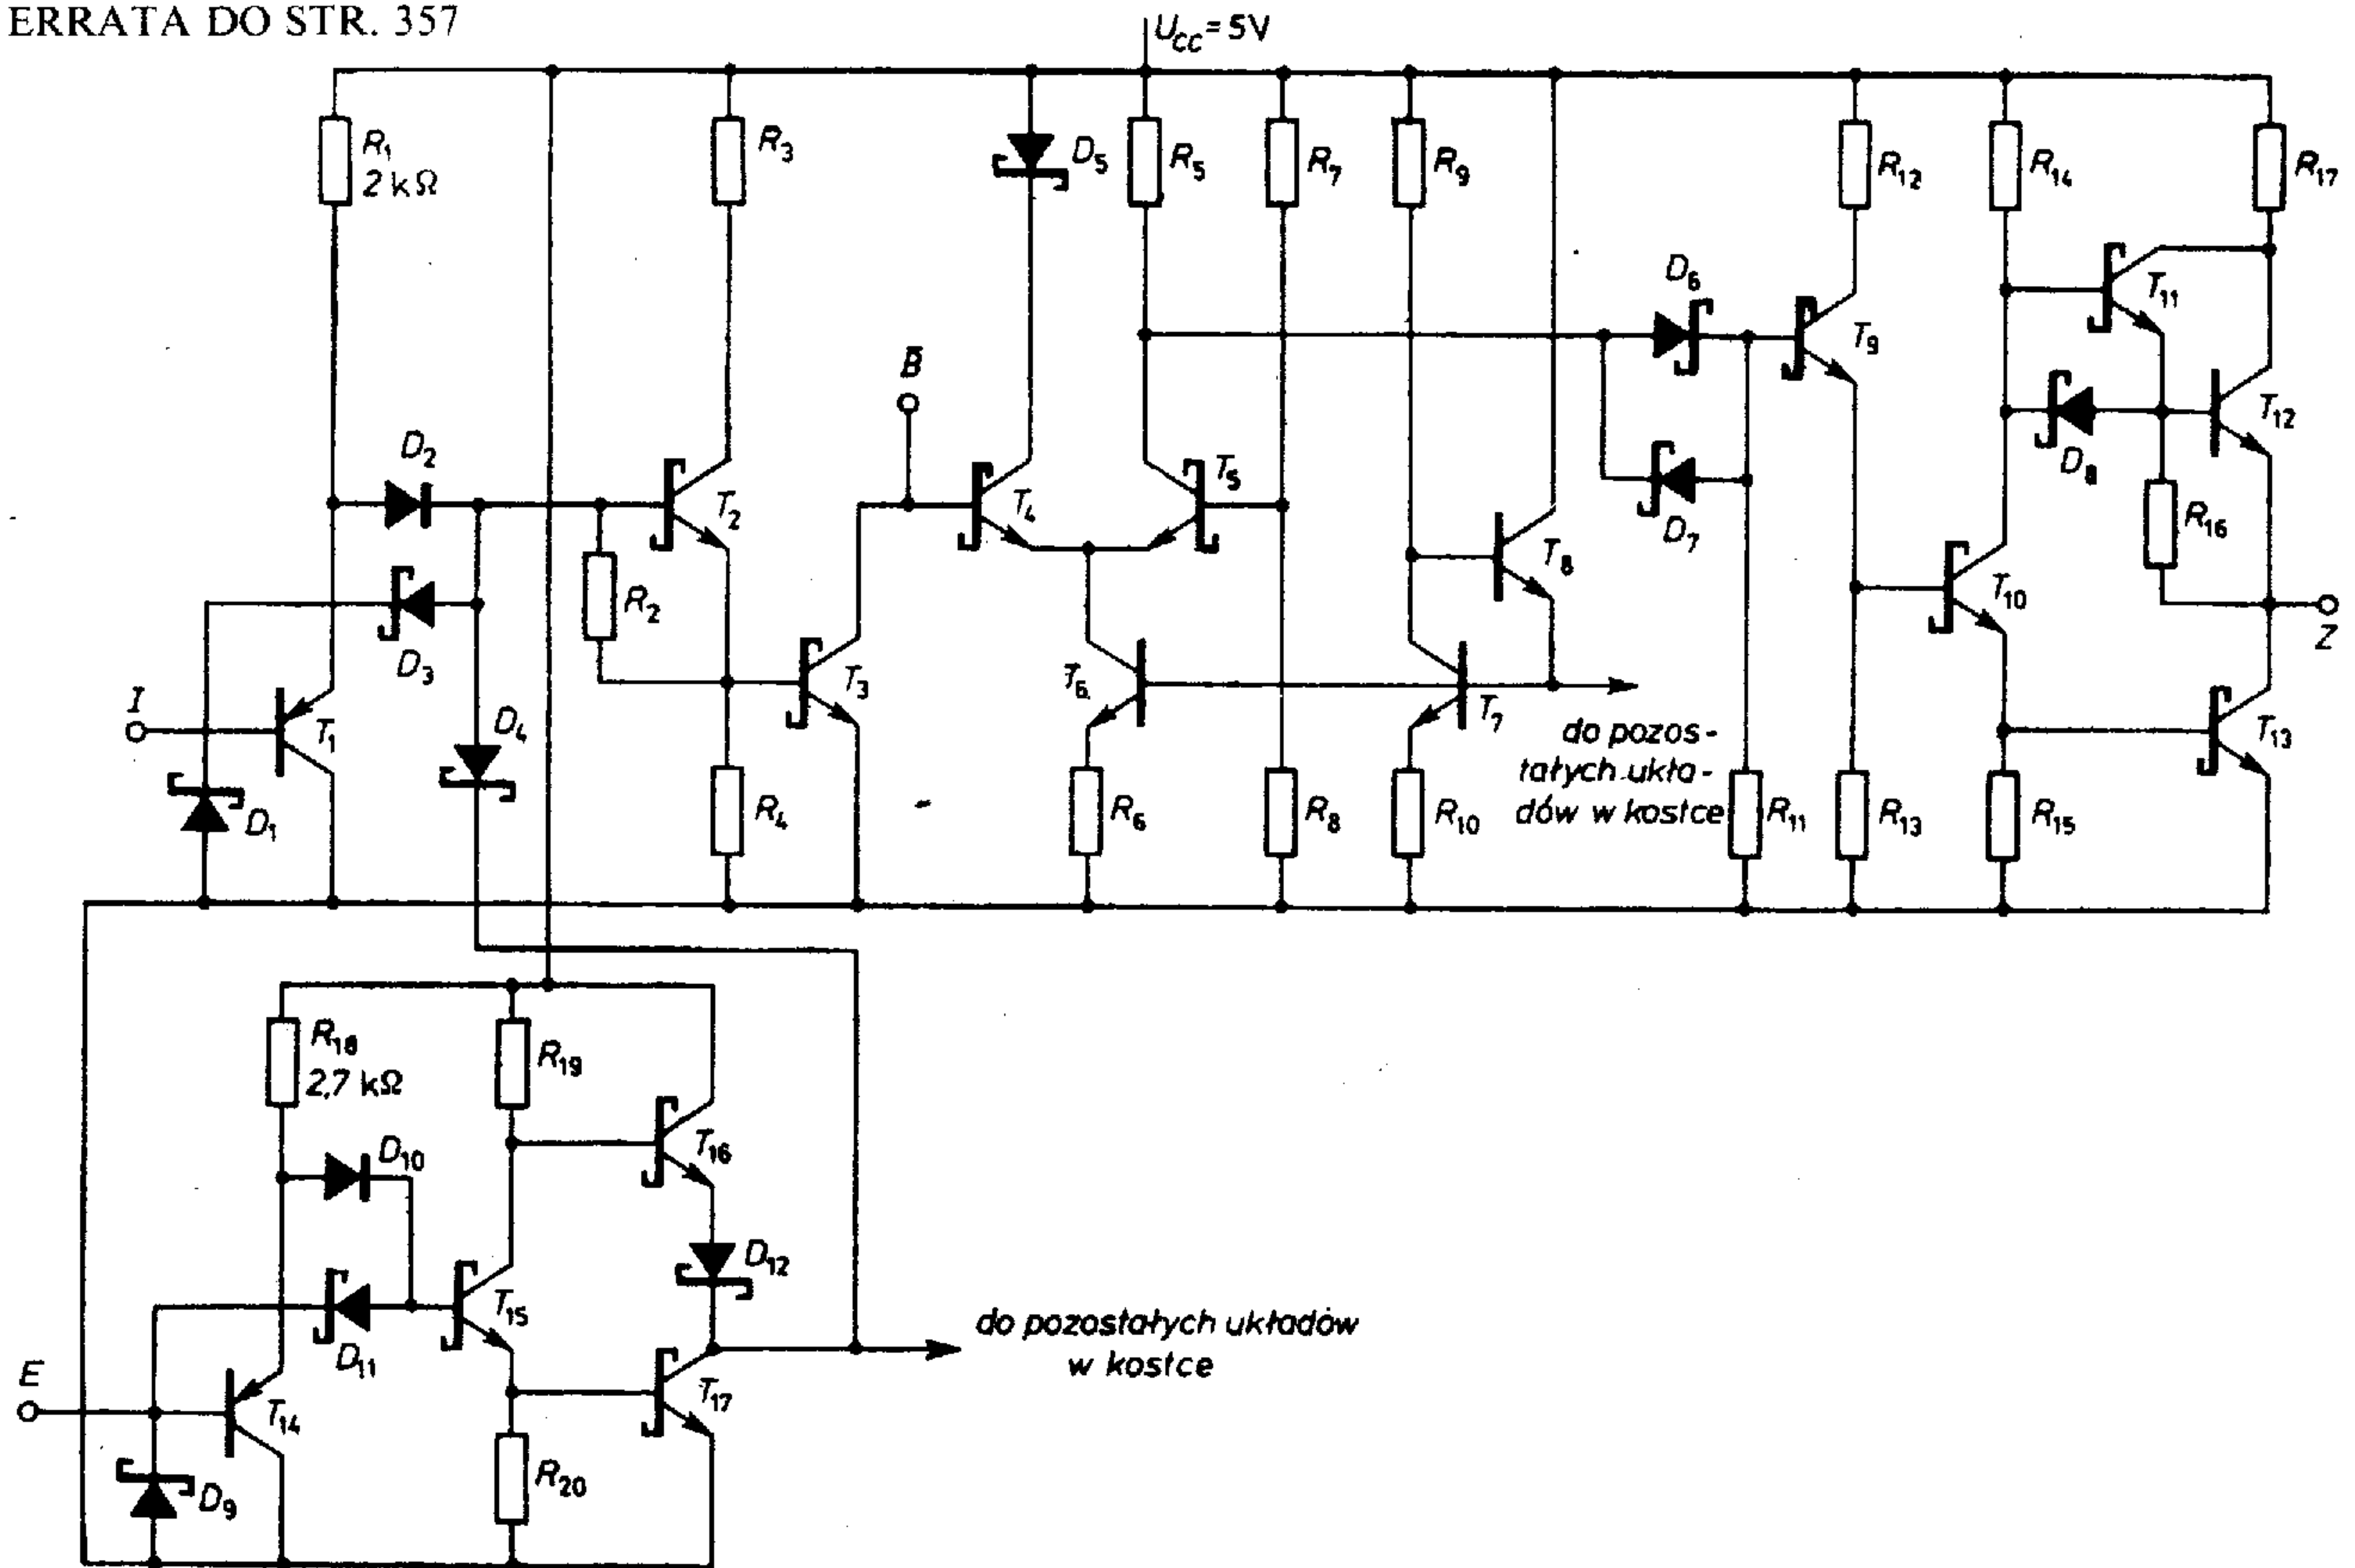 ERRATA DO STR. 357
U_CC = 5V
R1
2 kΩ
R3
D5
R5
R7
R9
R12
R14
R17
D6
T9
T11
B̄
D2
T2
T4
T5
D7
D8
T12
R16
T8
T10
Z
D3
R2
I
T1
D4
T3
T6
T7
T13
do pozos-
tałych ukła-
dów w kostce
D1
R4
R6
R8
R10
R11
R13
R15
R18
2,7 kΩ
R19
D10
T16
D12
T15
D11
do pozostałych układów
w kostce
E
T14
T17
D9
R20